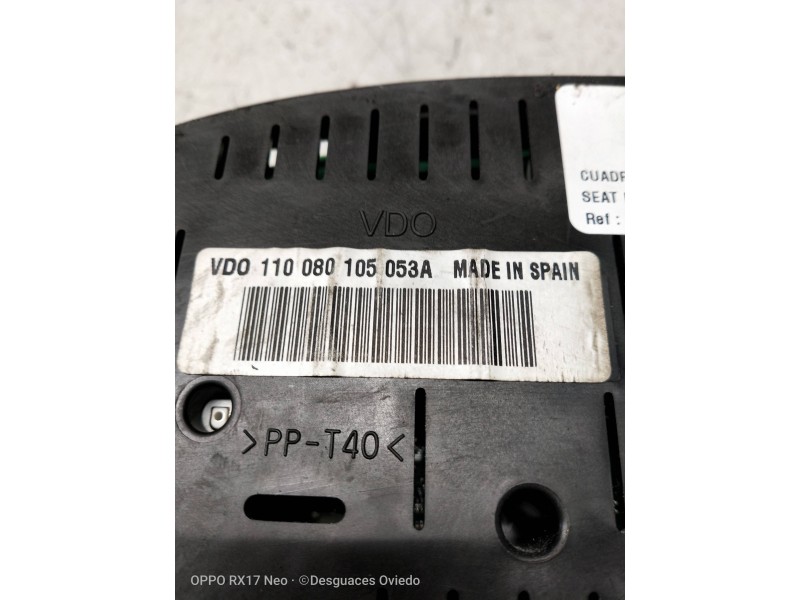 CUADR
SEAT
Ref :
VDO
VDO 110 080 105 053A MADE IN SPAIN
>PP-T40<
OPPO RX17 Neo · ©Desguaces Oviedo